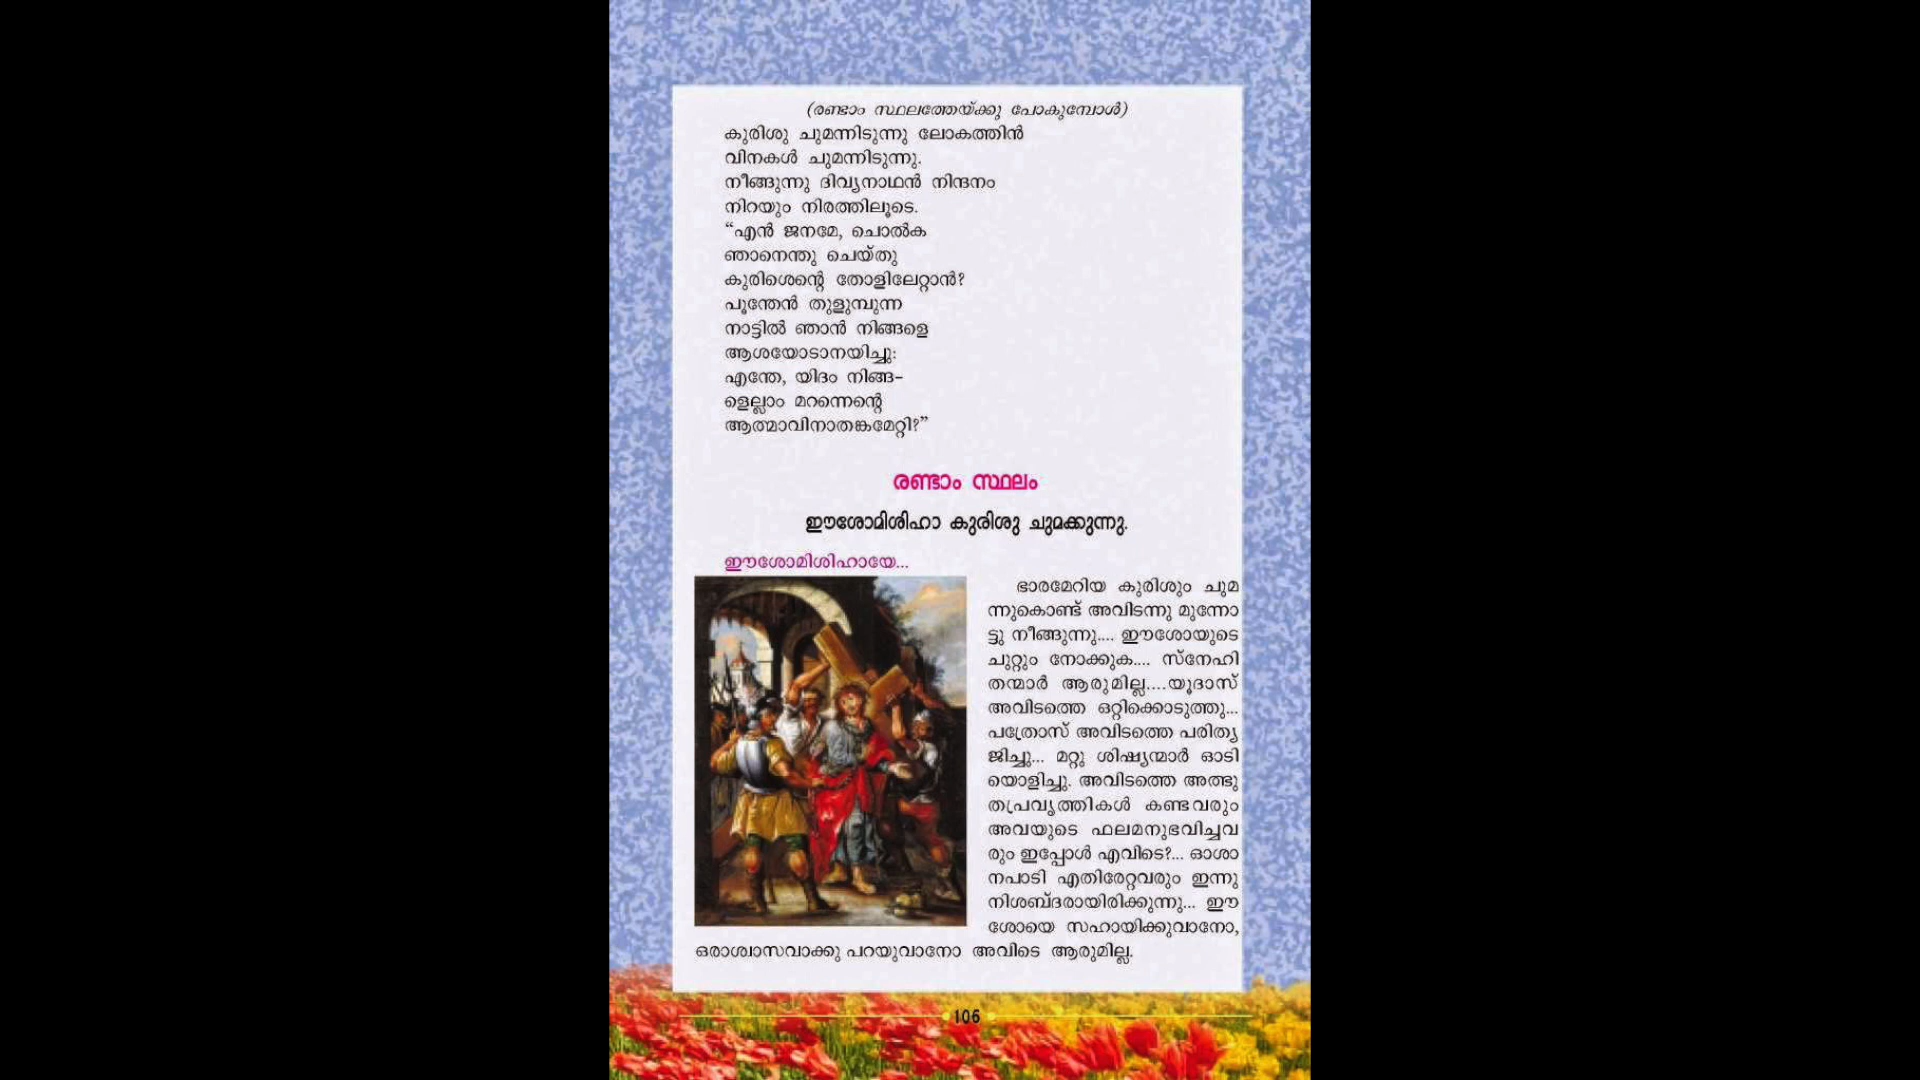 (രണ്ടാം സ്ഥലത്തേയ്ക്കു പോകുമ്പോൾ)
കുരിശു ചുമന്നിടുന്നു ലോകത്തിൻ
വിനകൾ ചുമന്നിടുന്നു.
നീങ്ങുന്നു ദിവ്യനാഥൻ നിന്ദനം
നിറയും നിരത്തിലൂടെ.
“എൻ ജനമേ, ചൊൽക
ഞാനെന്തു ചെയ്തു
കുരിശെന്റെ തോളിലേറ്റാൻ?
പൂന്തേൻ തുളുമ്പുന്ന
നാട്ടിൽ ഞാൻ നിങ്ങളെ
ആശയോടാനയിച്ചു:
എന്തേ, യിദം നിങ്ങ-
ളെല്ലാം മറന്നെന്റെ
ആത്മാവിനാതങ്കമേറ്റി?”
രണ്ടാം സ്ഥലം
ഈശോമിശിഹാ കുരിശു ചുമക്കുന്നു.
ഈശോമിശിഹായേ...
ഭാരമേറിയ കുരിശും ചുമ
ന്നുകൊണ്ട് അവിടന്നു മുന്നോ
ട്ടു നീങ്ങുന്നു.... ഈശോയുടെ
ചുറ്റും നോക്കുക.... സ്നേഹി
തന്മാർ ആരുമില്ല....യൂദാസ്
അവിടത്തെ ഒറ്റിക്കൊടുത്തു...
പത്രോസ് അവിടത്തെ പരിത്യ
ജിച്ചു... മറ്റു ശിഷ്യന്മാർ ഓടി
യൊളിച്ചു. അവിടത്തെ അത്ഭു
തപ്രവൃത്തികൾ കണ്ടവരും
അവയുടെ ഫലമനുഭവിച്ചവ
രും ഇപ്പോൾ എവിടെ?... ഓശാ
നപാടി എതിരേറ്റവരും ഇന്നു
നിശബ്ദരായിരിക്കുന്നു... ഈ
ശോയെ സഹായിക്കുവാനോ,
ഒരാശ്വാസവാക്കു പറയുവാനോ അവിടെ ആരുമില്ല.
106